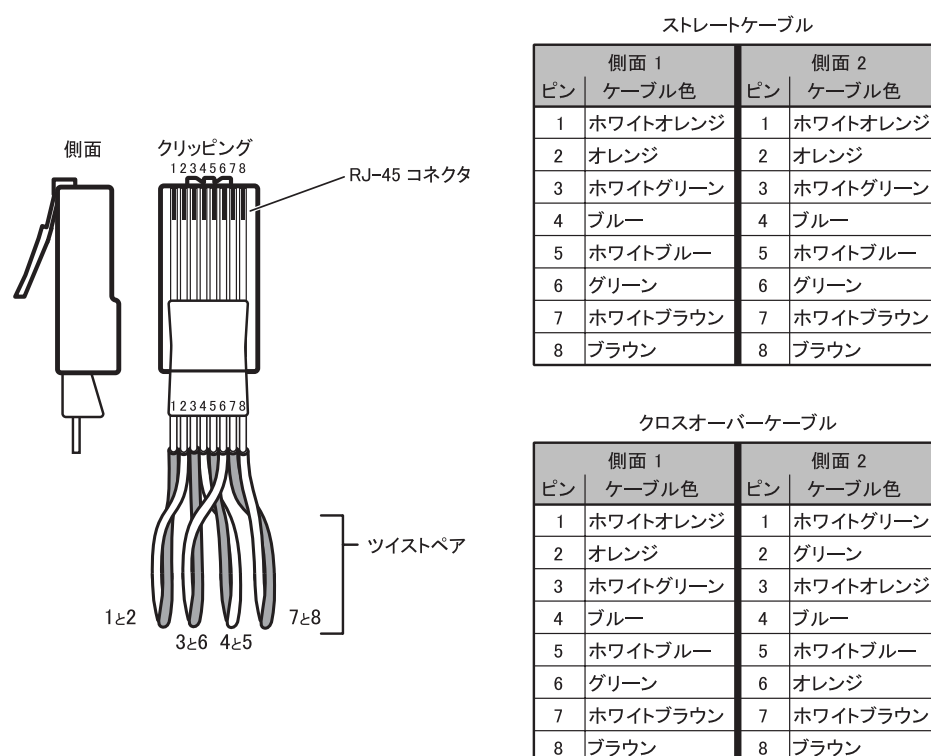 側面
クリッピング
12345678
RJ-45 コネクタ
12345678
ツイストペア
1と2
3と6
4と5
7と8
ストレートケーブル
側面 1 側面 2
ピン ケーブル色 ピン ケーブル色
1 ホワイトオレンジ 1 ホワイトオレンジ
2 オレンジ 2 オレンジ
3 ホワイトグリーン 3 ホワイトグリーン
4 ブルー 4 ブルー
5 ホワイトブルー 5 ホワイトブルー
6 グリーン 6 グリーン
7 ホワイトブラウン 7 ホワイトブラウン
8 ブラウン 8 ブラウン
クロスオーバーケーブル
側面 1 側面 2
ピン ケーブル色 ピン ケーブル色
1 ホワイトオレンジ 1 ホワイトグリーン
2 オレンジ 2 グリーン
3 ホワイトグリーン 3 ホワイトオレンジ
4 ブルー 4 ブルー
5 ホワイトブルー 5 ホワイトブルー
6 グリーン 6 オレンジ
7 ホワイトブラウン 7 ホワイトブラウン
8 ブラウン 8 ブラウン